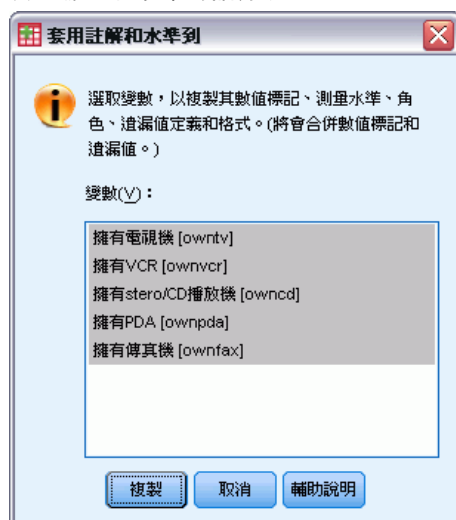 套用註解和水準到
選取變數，以複製其數值標記、測量水準、角
色、遺漏值定義和格式。(將會合併數值標記和
遺漏值。)
變數(V)：
擁有電視機 [owntv]
擁有VCR [ownvcr]
擁有stero/CD播放機 [owncd]
擁有PDA [ownpda]
擁有傳真機 [ownfax]
複製 取消 輔助說明